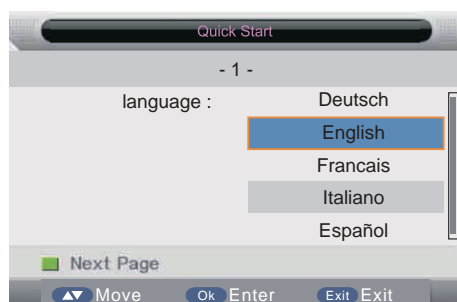 Quick Start
- 1 -
language : Deutsch
English
Francais
Italiano
Español
Next Page
Move Ok Enter Exit Exit